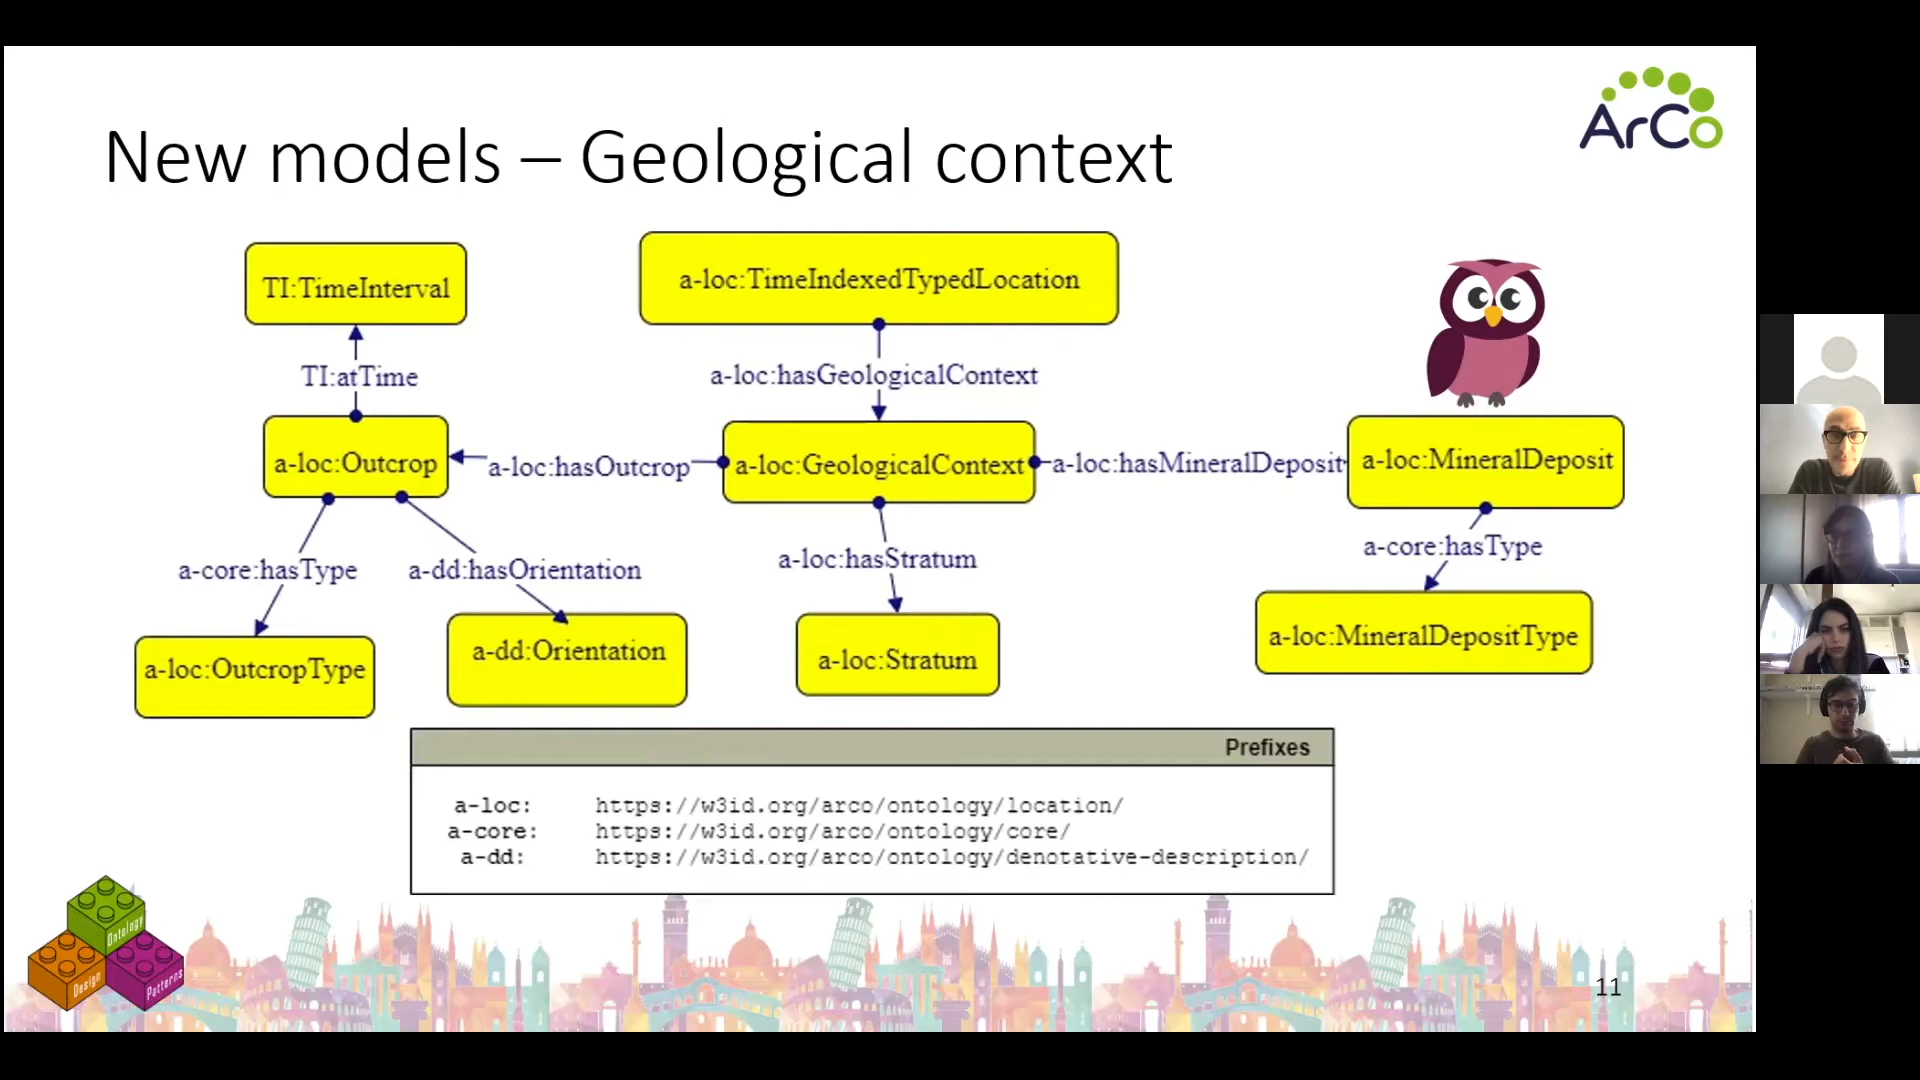 ArCo
New models – Geological context
TI:TimeInterval
a-loc:TimeIndexedTypedLocation
TI:atTime
a-loc:hasGeologicalContext
a-loc:Outcrop
a-loc:hasOutcrop
a-loc:GeologicalContext
a-loc:hasMineralDeposit
a-loc:MineralDeposit
a-core:hasType
a-dd:hasOrientation
a-loc:hasStratum
a-core:hasType
a-loc:OutcropType
a-dd:Orientation
a-loc:Stratum
a-loc:MineralDepositType
Prefixes
a-loc: https://w3id.org/arco/ontology/location/
a-core: https://w3id.org/arco/ontology/core/
a-dd: https://w3id.org/arco/ontology/denotative-description/
Ontology
Design
Patterns
11